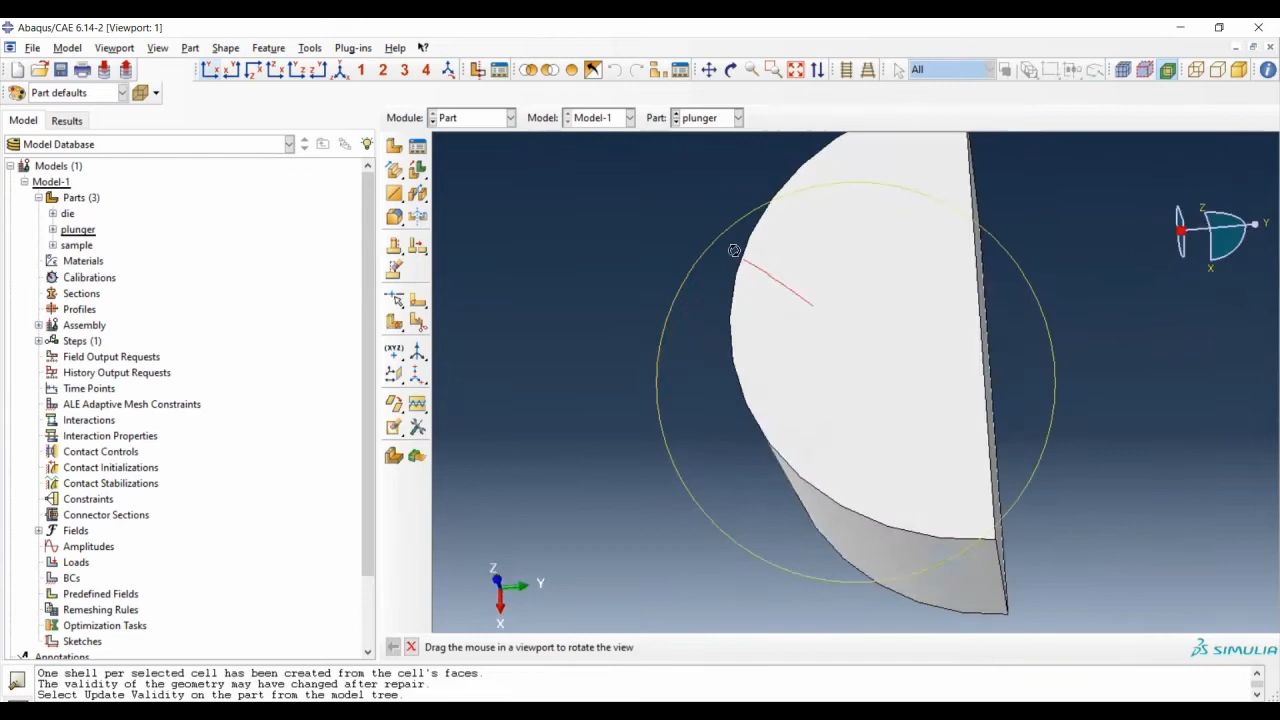 Abaqus/CAE 6.14-2 [Viewport: 1]
File Model Viewport View Part Shape Feature Tools Plug-ins Help
1 2 3 4 All
Part defaults
Model Results
Module: Part Model: Model-1 Part: plunger
Model Database
Models (1)
Model-1
Parts (3)
die
plunger
sample
Materials
Calibrations
Sections
Profiles
Assembly
Steps (1)
Field Output Requests
History Output Requests
Time Points
ALE Adaptive Mesh Constraints
Interactions
Interaction Properties
Contact Controls
Contact Initializations
Contact Stabilizations
Constraints
Connector Sections
Fields
Amplitudes
Loads
BCs
Predefined Fields
Remeshing Rules
Optimization Tasks
Sketches
Annotations
(XYZ)
Z
Y
X
Z
Y
X
Drag the mouse in a viewport to rotate the view
SIMULIA
One shell per selected cell has been created from the cell's faces.
The validity of the geometry may have changed after repair.
Select Update Validity on the part from the model tree.